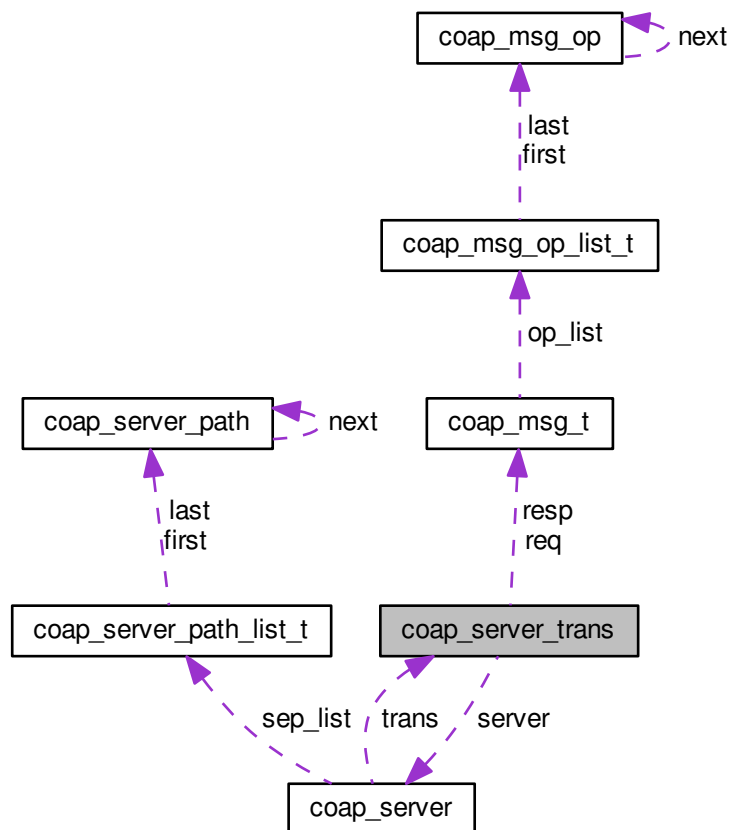 coap_msg_op
next
last
first
coap_msg_op_list_t
op_list
coap_server_path
next
coap_msg_t
last
first
resp
req
coap_server_path_list_t
coap_server_trans
sep_list
trans
server
coap_server